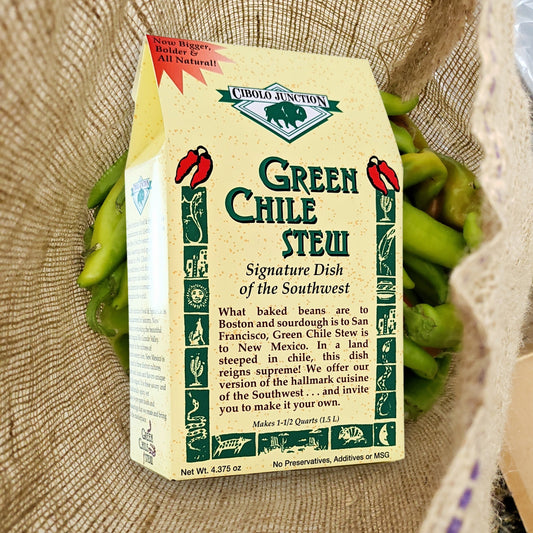 Now Bigger,
Bolder &
All Natural!
CIBOLO JUNCTION
GREEN
CHILE
STEW
Signature Dish
of the Southwest
What baked beans are to
Boston and sourdough is to San
Francisco, Green Chile Stew is
to New Mexico. In a land
steeped in chile, this dish
reigns supreme! We offer our
version of the hallmark cuisine
of the Southwest . . . and invite
you to make it your own.
Makes 1-1/2 Quarts (1.5 L)
Net Wt. 4.375 oz
No Preservatives, Additives or MSG
GREEN
CHILE
STEW